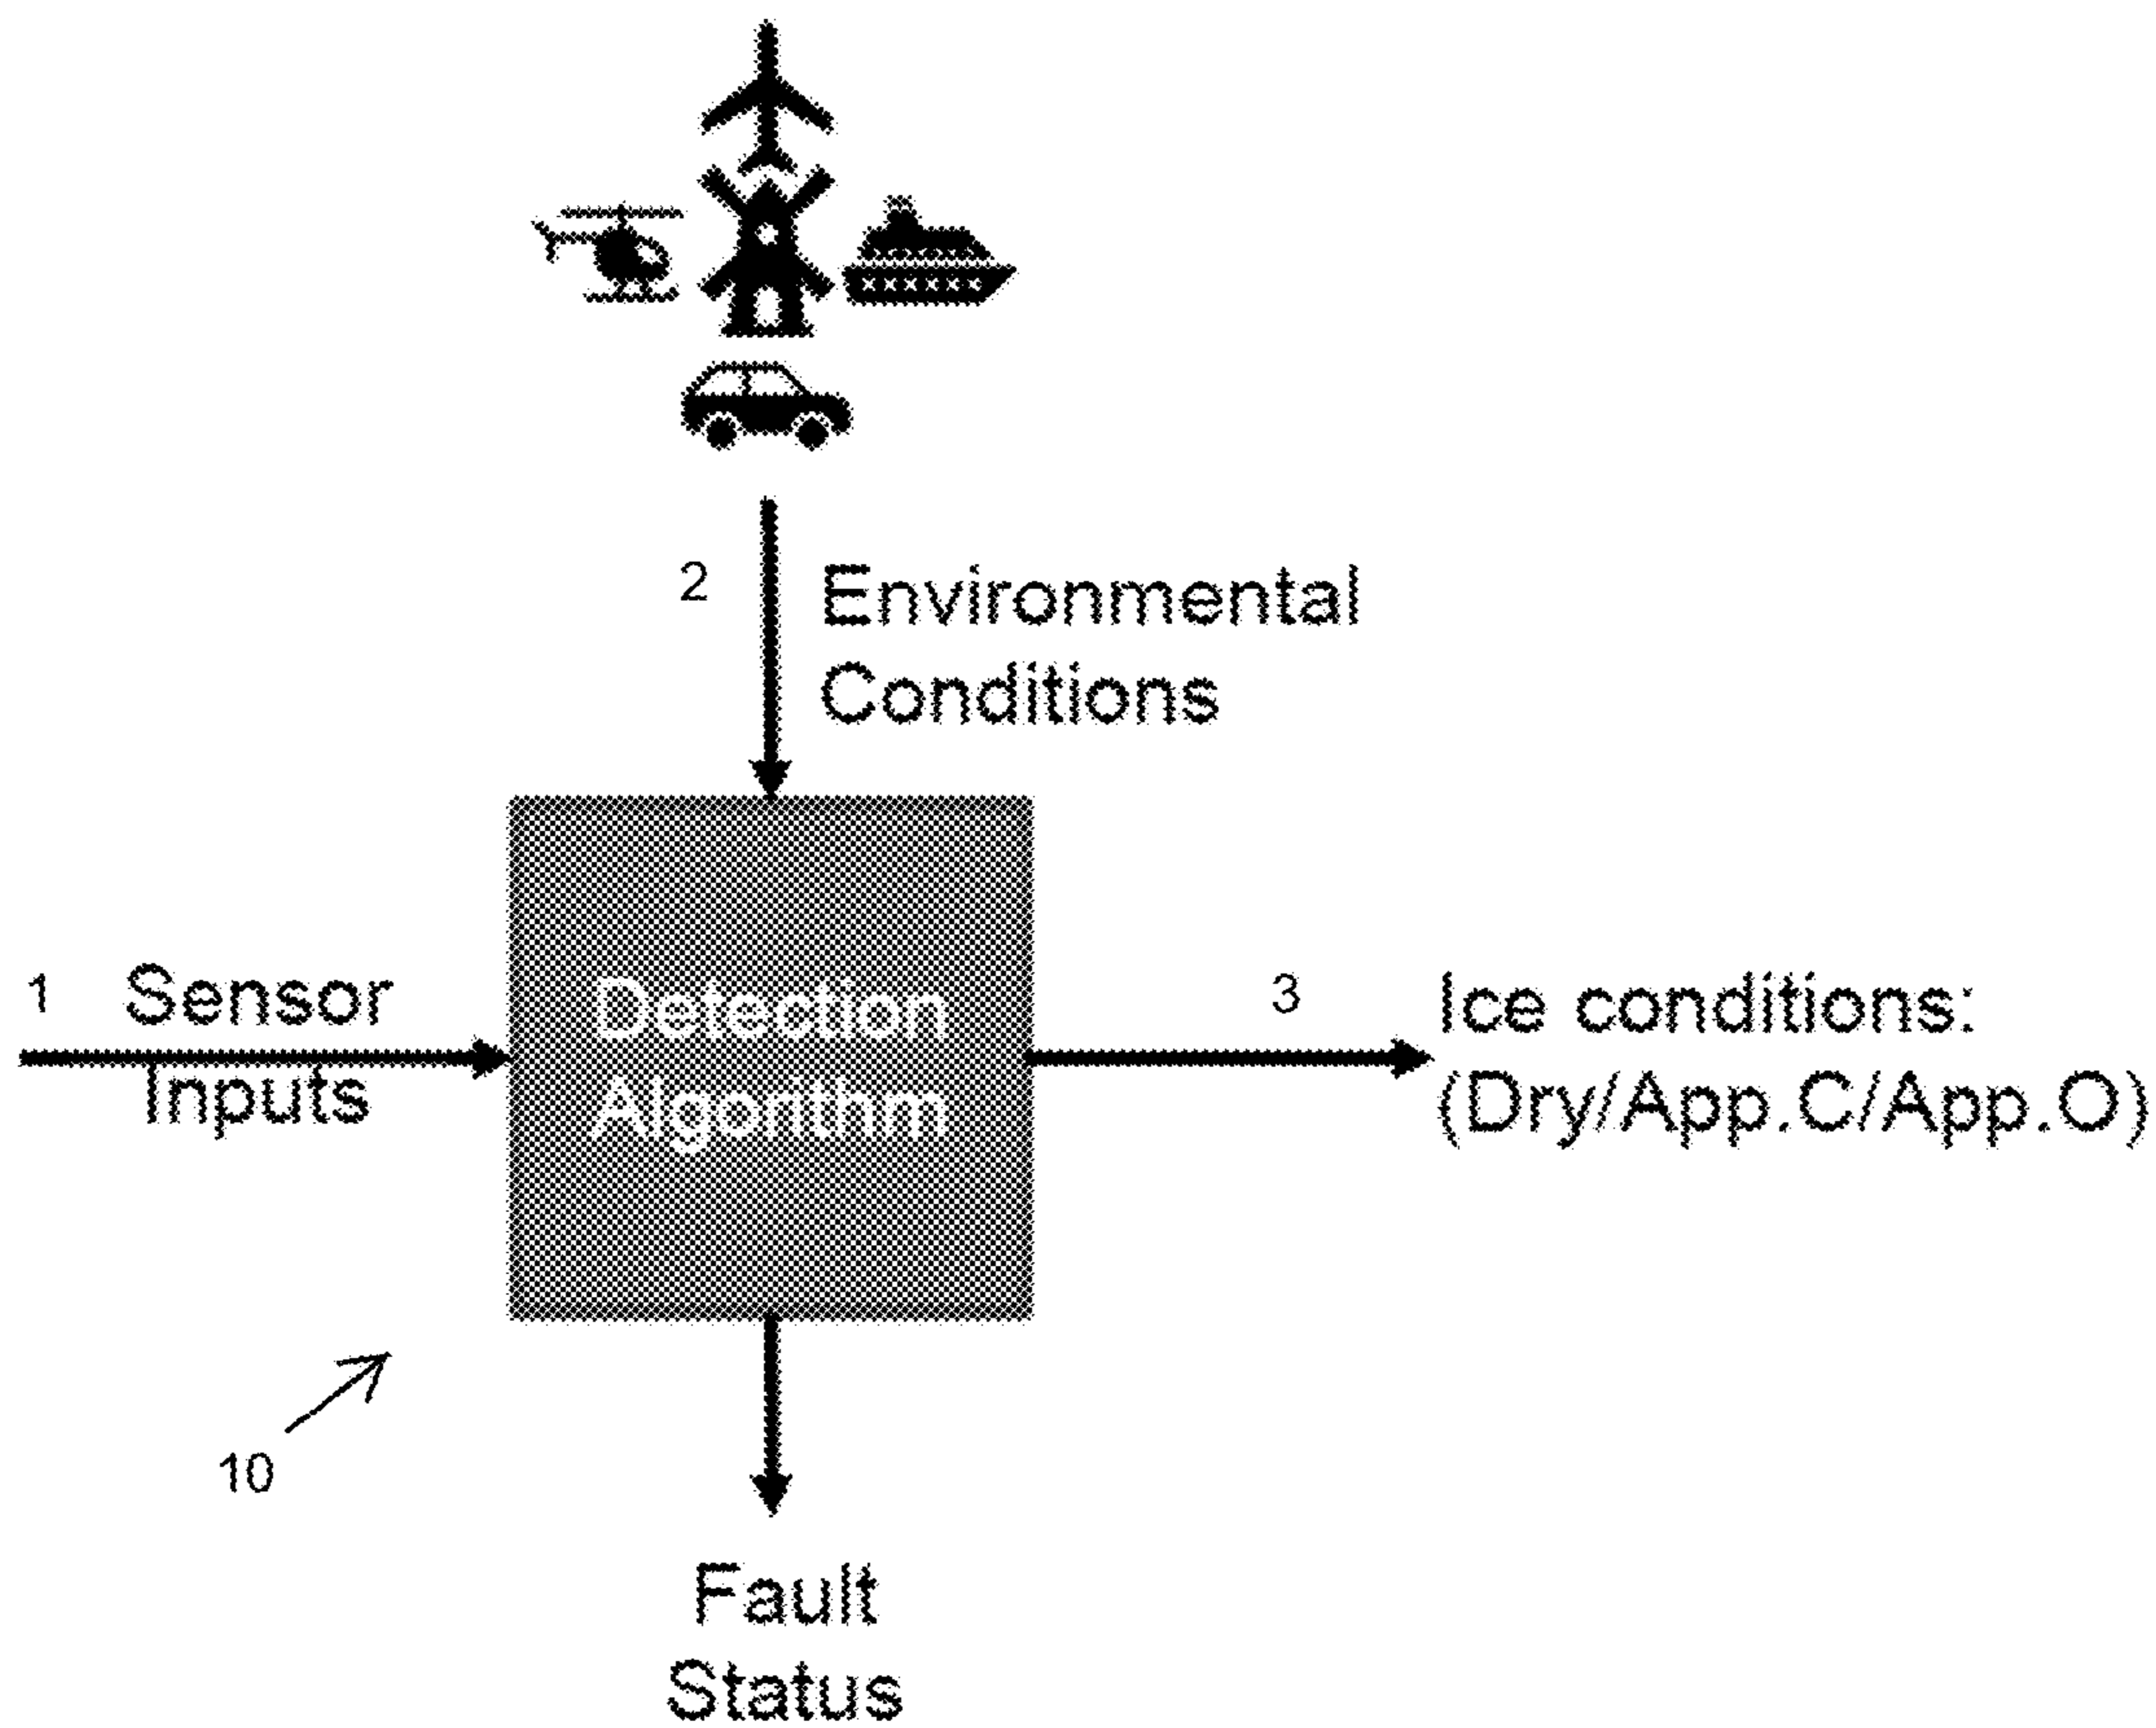 2
Environmental
Conditions
1 Sensor
Inputs
Detection
Algorithm
3
Ice conditions:
(Dry/App.C/App.O)
10
Fault
Status